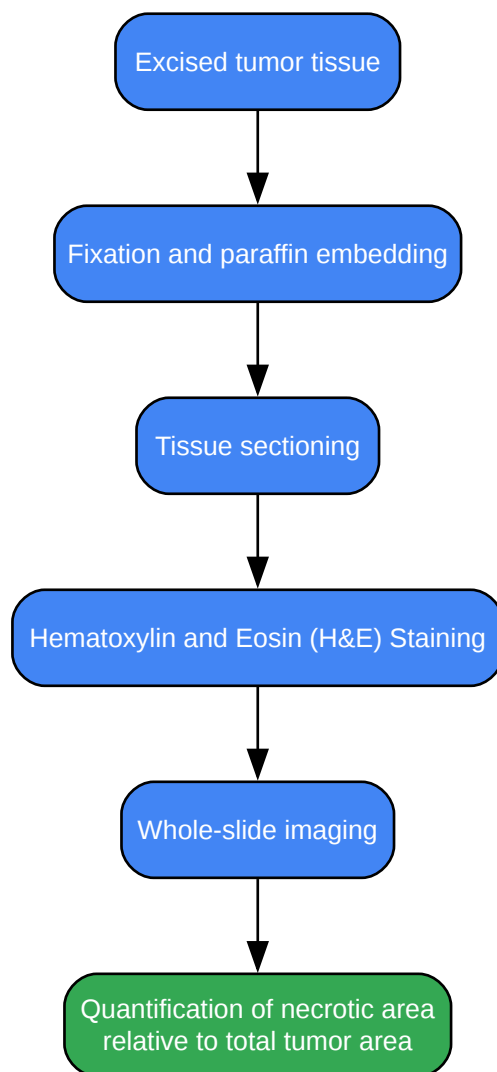 Excised tumor tissue
Fixation and paraffin embedding
Tissue sectioning
Hematoxylin and Eosin (H&E) Staining
Whole-slide imaging
Quantification of necrotic area
relative to total tumor area